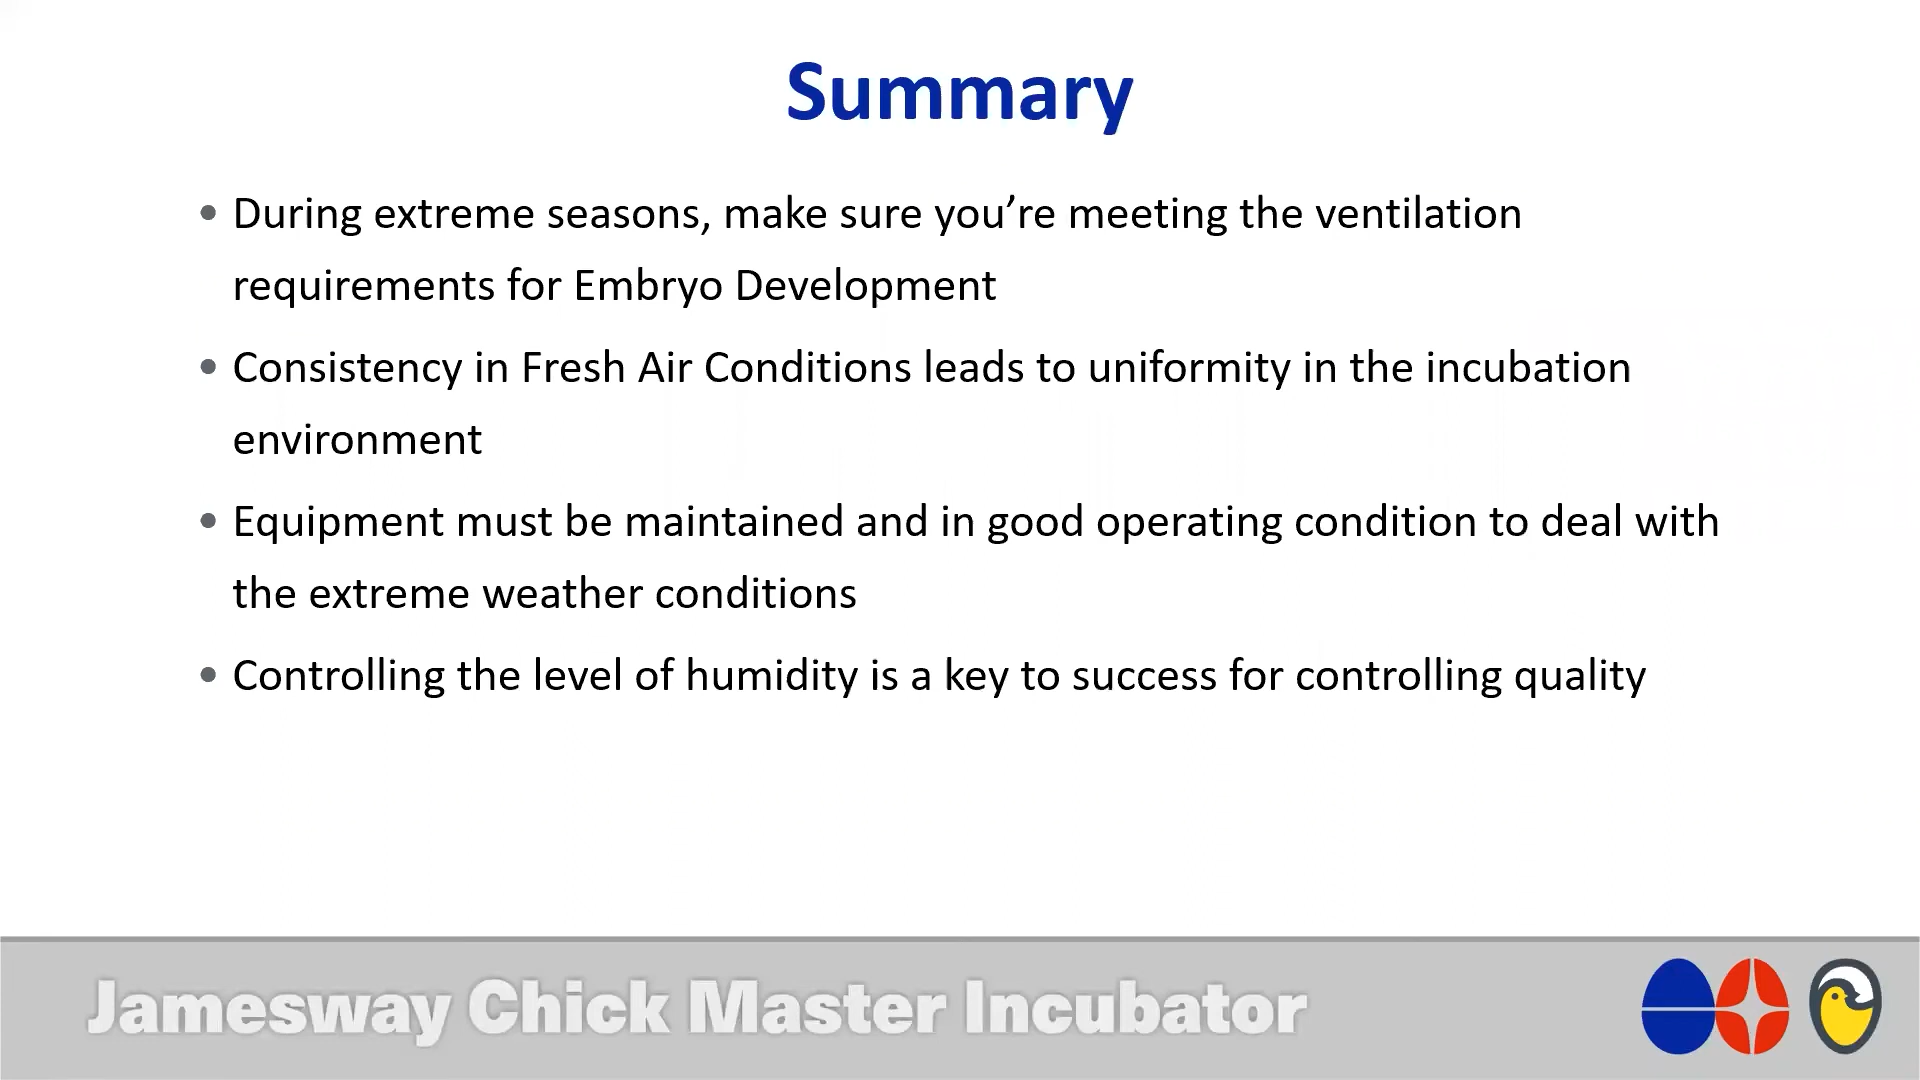 Summary
• During extreme seasons, make sure you’re meeting the ventilation
requirements for Embryo Development
• Consistency in Fresh Air Conditions leads to uniformity in the incubation
environment
• Equipment must be maintained and in good operating condition to deal with
the extreme weather conditions
• Controlling the level of humidity is a key to success for controlling quality
Jamesway Chick Master Incubator